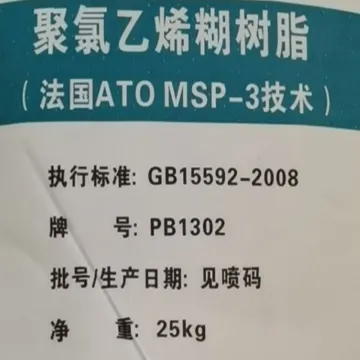 聚氯乙烯糊树脂
(法国ATO MSP-3技术)
执行标准: GB15592-2008
牌 号: PB1302
批号/生产日期: 见喷码
净 重: 25kg